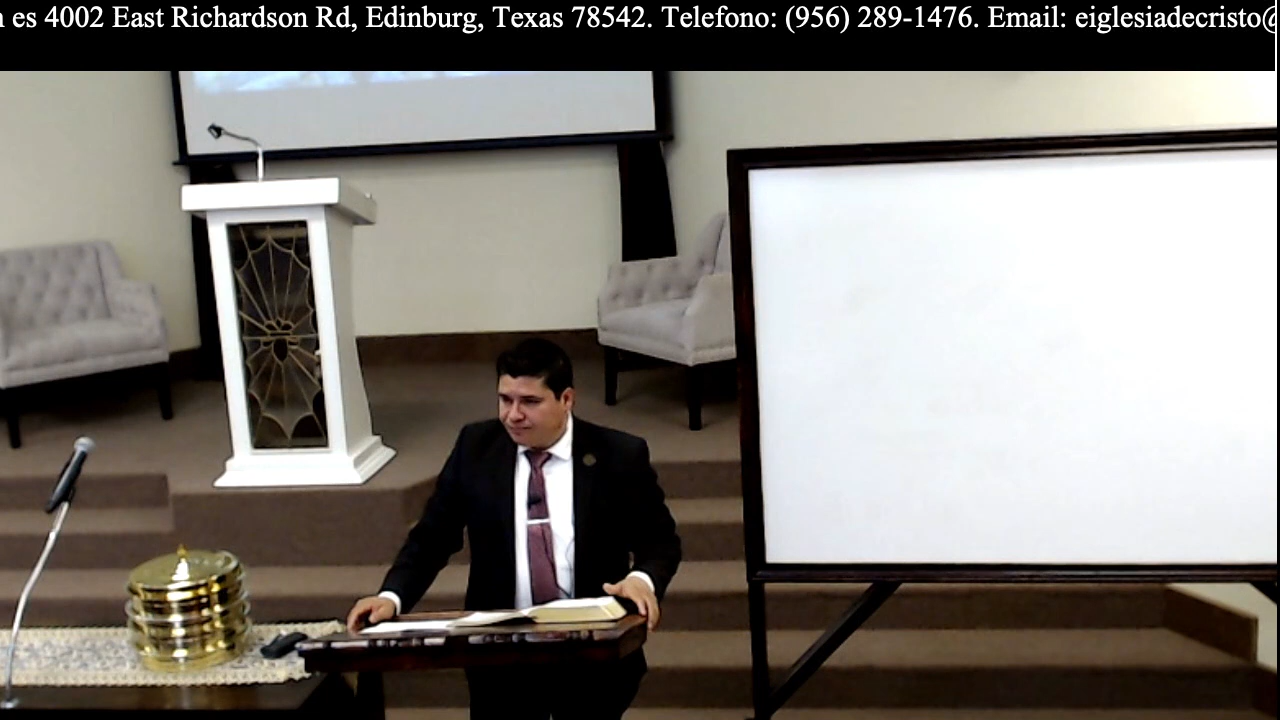 es 4002 East Richardson Rd, Edinburg, Texas 78542. Telefono: (956) 289-1476. Email: eiglesiadecristo@